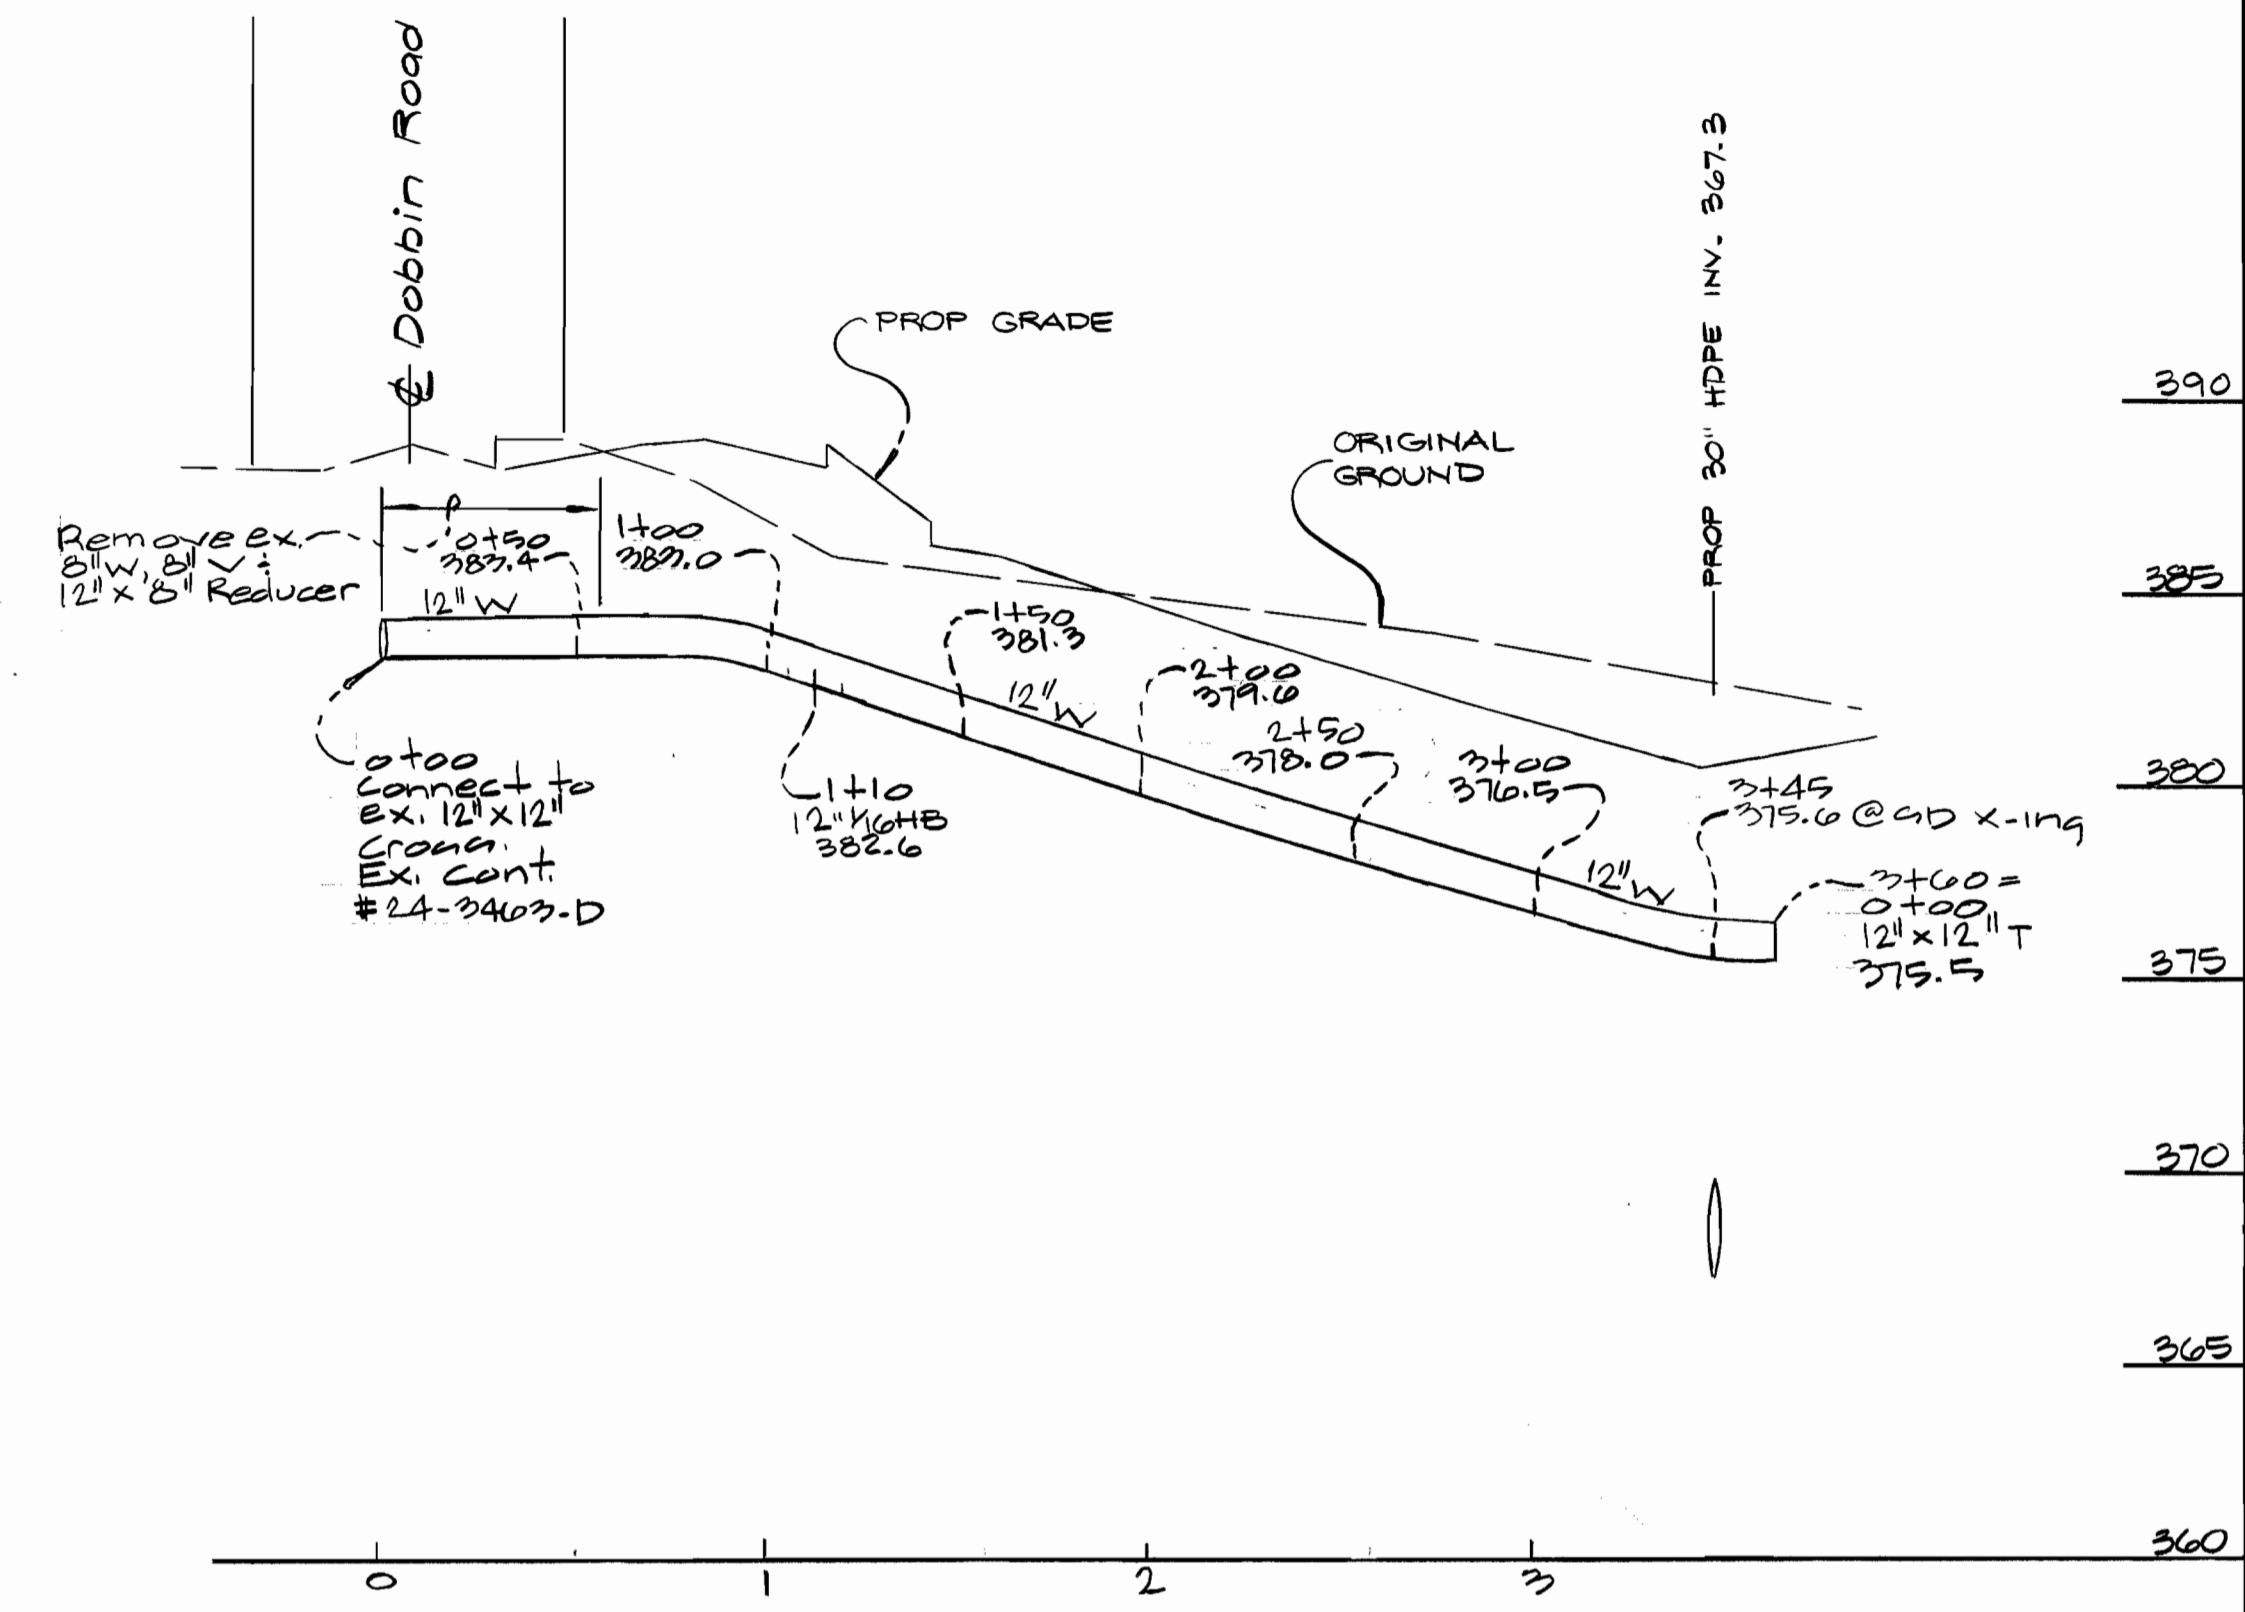 ℄ Dobbin Road
PROP GRADE
ORIGINAL
GROUND
PROP 30" HDPE INV. 367.3
390
385
380
375
370
365
360
Remove ex.
8"W, 8" V &
12" x 8" Reducer
0+50
383.4
1+00
383.0
12" W
1+50
381.3
12" W
2+00
379.6
2+50
378.0
3+00
376.5
12" W
3+45
375.6 @ SD X-ing
3+60 =
0+00
12" x 12" T
375.5
0+00
Connect to
ex. 12" x 12"
Cross.
Ex. Cont.
#24-3463-D
1+10
12" 1/16 HB
382.6
0
1
2
3